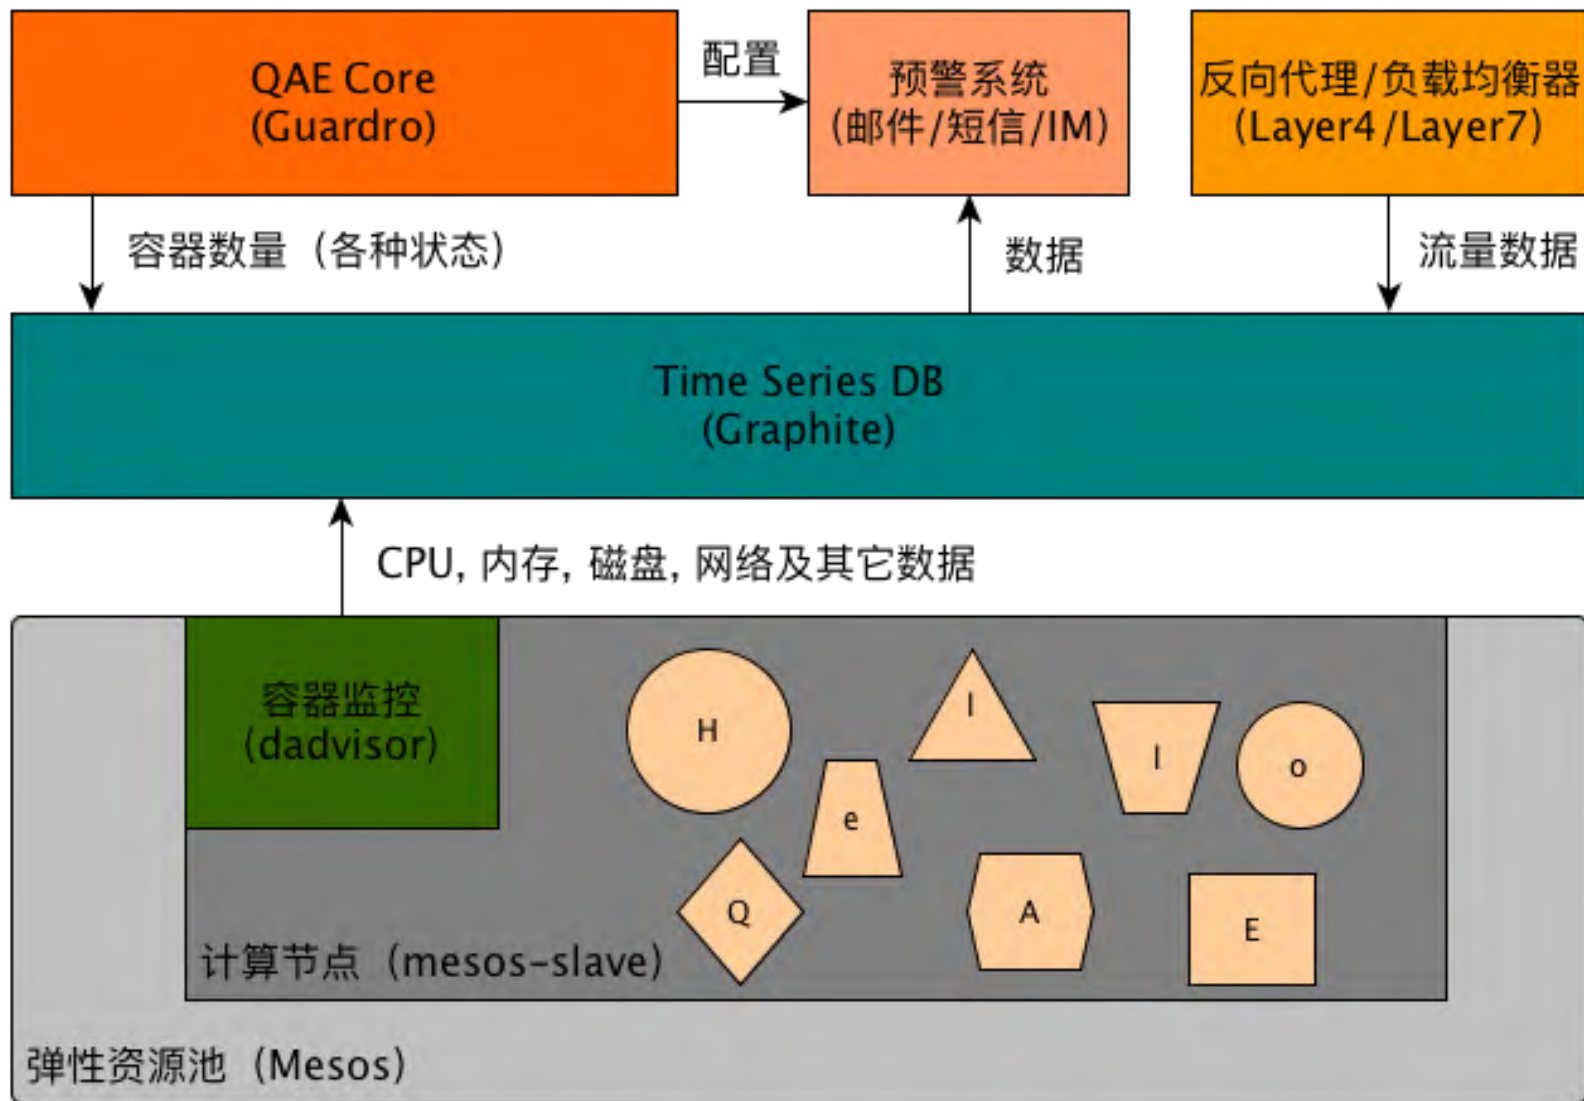 QAE Core
(Guardro)
配置
预警系统
(邮件/短信/IM)
反向代理/负载均衡器
(Layer4/Layer7)
容器数量（各种状态）
数据
流量数据
Time Series DB
(Graphite)
CPU, 内存, 磁盘, 网络及其它数据
容器监控
(dadvisor)
H
e
l
l
o
Q
A
E
计算节点（mesos-slave）
弹性资源池（Mesos）